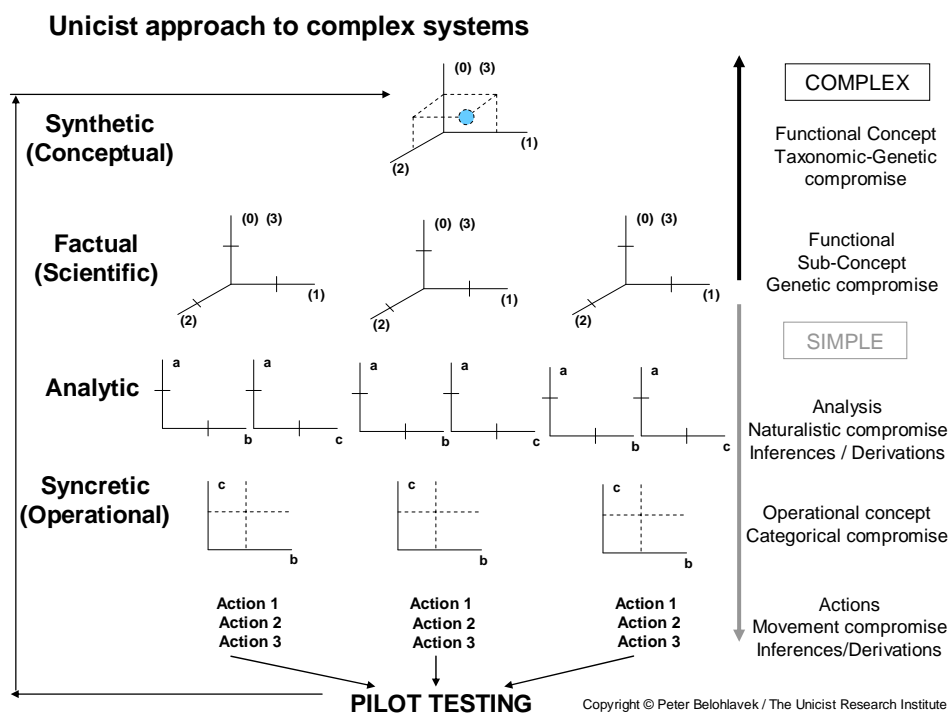 Unicist approach to complex systems
(0) (3)
COMPLEX
Synthetic
(Conceptual)
(1)
(2)
Functional Concept
Taxonomic-Genetic
compromise
Factual
(Scientific)
(0) (3)
(1)
(2)
(0) (3)
(1)
(2)
(0) (3)
(1)
(2)
Functional
Sub-Concept
Genetic compromise
SIMPLE
Analytic
a
b
a
c
a
b
a
c
a
b
a
c
Analysis
Naturalistic compromise
Inferences / Derivations
Syncretic
(Operational)
c
b
c
b
c
b
Operational concept
Categorical compromise
Action 1
Action 2
Action 3
Action 1
Action 2
Action 3
Action 1
Action 2
Action 3
Actions
Movement compromise
Inferences/Derivations
PILOT TESTING
Copyright © Peter Belohlavek / The Unicist Research Institute